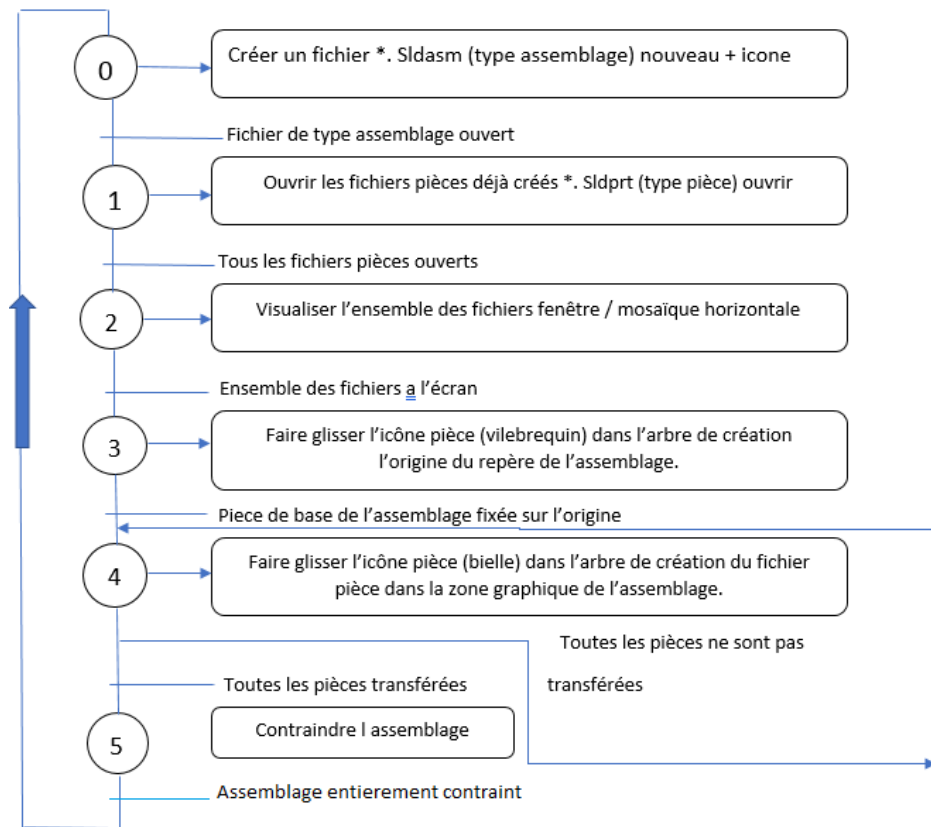 0
Créer un fichier *. Sldasm (type assemblage) nouveau + icone
Fichier de type assemblage ouvert
1
Ouvrir les fichiers pièces déjà créés *. Sldprt (type pièce) ouvrir
Tous les fichiers pièces ouverts
2
Visualiser l’ensemble des fichiers fenêtre / mosaïque horizontale
Ensemble des fichiers a l’écran
3
Faire glisser l’icône pièce (vilebrequin) dans l’arbre de création
l’origine du repère de l’assemblage.
Piece de base de l’assemblage fixée sur l’origine
4
Faire glisser l’icône pièce (bielle) dans l’arbre de création du fichier
pièce dans la zone graphique de l’assemblage.
Toutes les pièces ne sont pas
transférées
Toutes les pièces transférées
5
Contraindre l assemblage
Assemblage entierement contraint